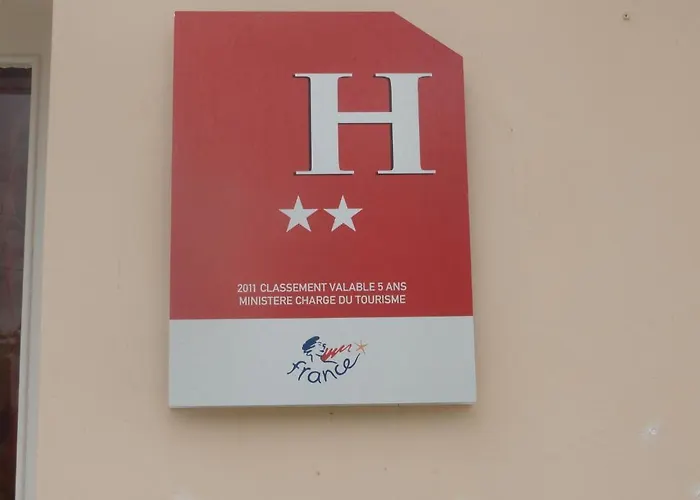 H
2011 CLASSEMENT VALABLE 5 ANS
MINISTERE CHARGE DU TOURISME
france